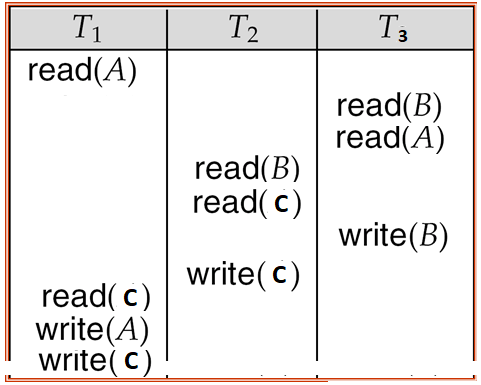 T1 T2 T3
read(A)
read(B)
read(A)
read(B)
read( C )
write(B)
write( C )
read( C )
write(A)
write( C )